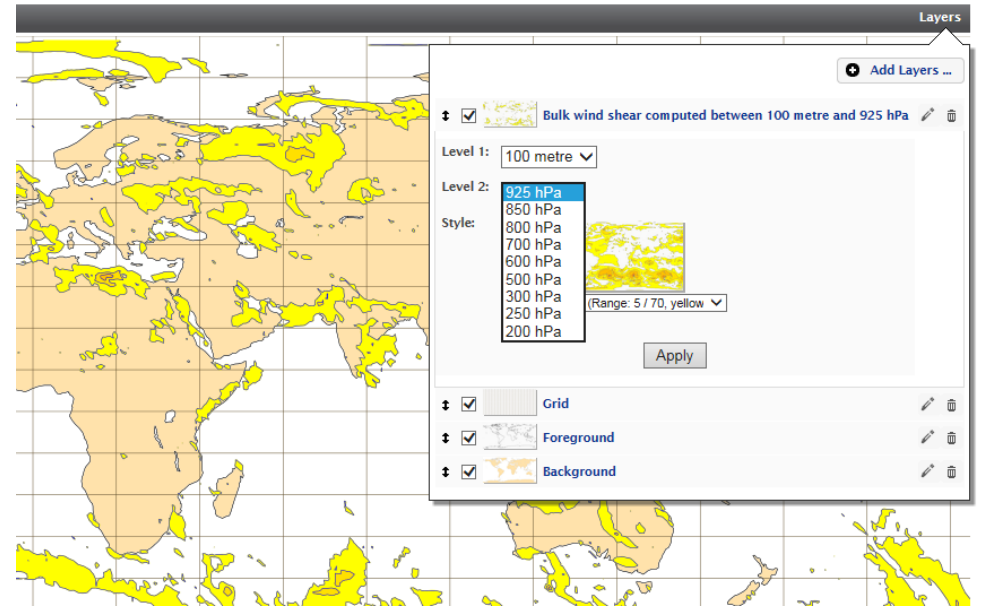 Layers
Add Layers ...
Bulk wind shear computed between 100 metre and 925 hPa
Level 1:
100 metre
Level 2:
925 hPa
850 hPa
800 hPa
700 hPa
600 hPa
500 hPa
300 hPa
250 hPa
200 hPa
Style:
(Range: 5 / 70, yellow
Apply
Grid
Foreground
Background